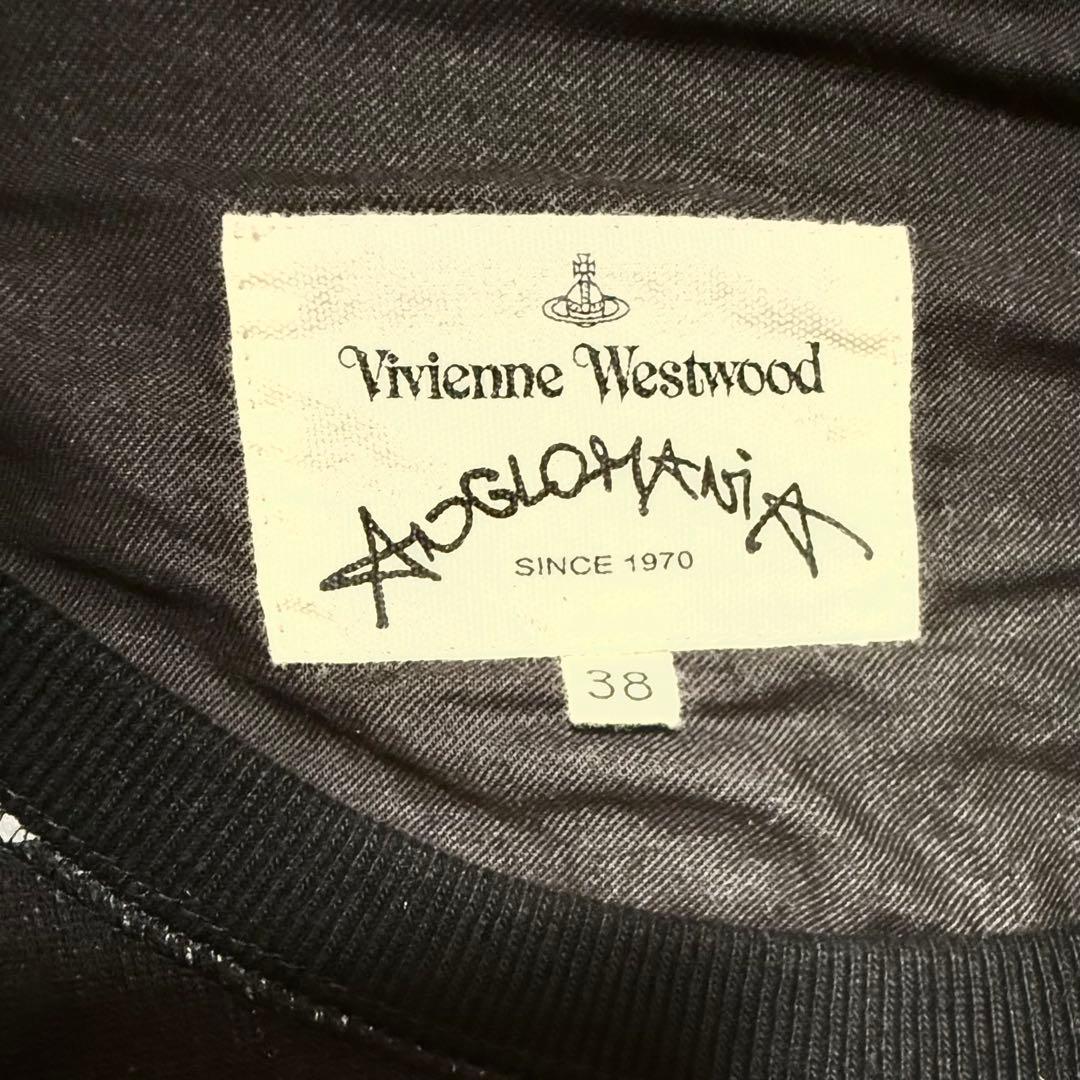 Vivienne Westwood
ANGLOMANiA
SINCE 1970
38